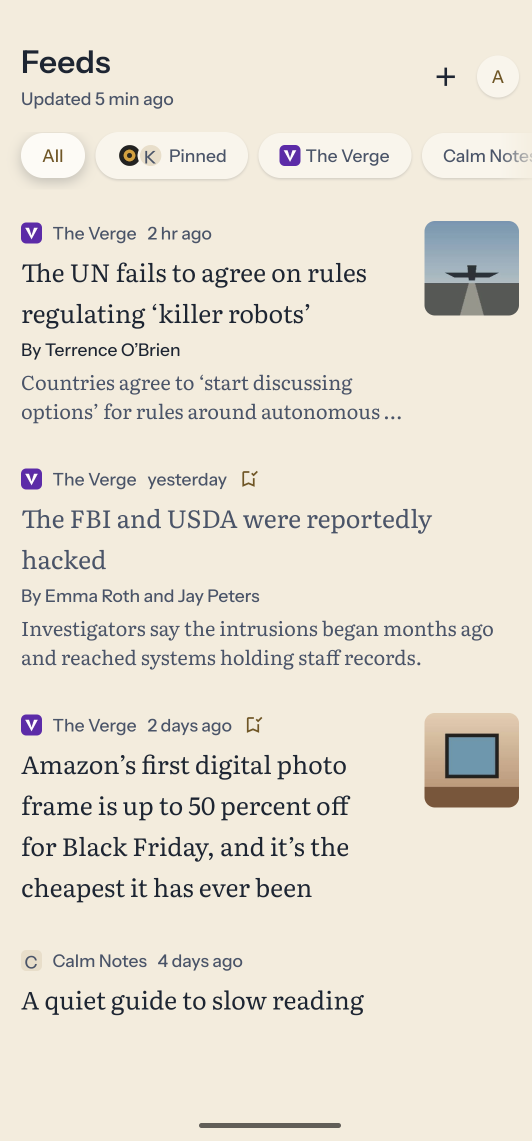 Feeds
Updated 5 min ago
A
All
K Pinned
V The Verge
Calm Notes
V The Verge 2 hr ago
The UN fails to agree on rules
regulating ‘killer robots’
By Terrence O’Brien
Countries agree to ‘start discussing
options’ for rules around autonomous …
V The Verge yesterday
The FBI and USDA were reportedly
hacked
By Emma Roth and Jay Peters
Investigators say the intrusions began months ago
and reached systems holding staff records.
V The Verge 2 days ago
Amazon’s first digital photo
frame is up to 50 percent off
for Black Friday, and it’s the
cheapest it has ever been
C Calm Notes 4 days ago
A quiet guide to slow reading